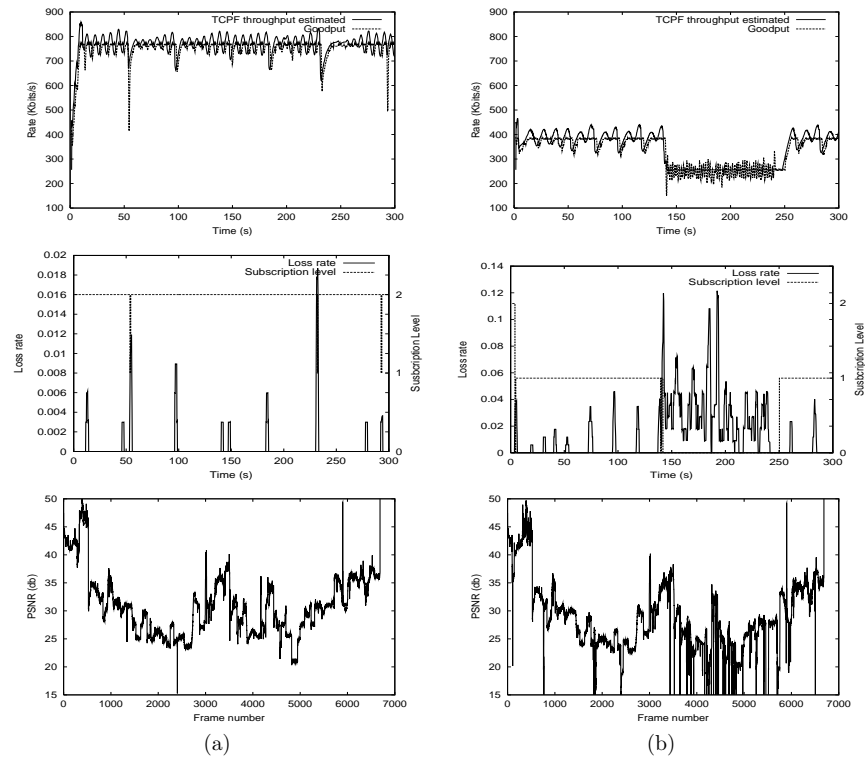 TCPF throughput estimated
Goodput
Rate (Kbits/s)
900
800
700
600
500
400
300
200
100
0 50 100 150 200 250 300
Time (s)
TCPF throughput estimated
Goodput
Rate (Kbits/s)
900
800
700
600
500
400
300
200
100
0 50 100 150 200 250 300
Time (s)
Loss rate
Subscription level
Loss rate
0.02
0.018
0.016
0.014
0.012
0.01
0.008
0.006
0.004
0.002
0
0 50 100 150 200 250 300
Time (s)
2
1
0
Susbcription Level
Loss rate
Subscription level
Loss rate
0.14
0.12
0.1
0.08
0.06
0.04
0.02
0
0 50 100 150 200 250 300
Time (s)
2
1
0
Susbcription Level
PSNR (db)
50
45
40
35
30
25
20
15
0 1000 2000 3000 4000 5000 6000 7000
Frame number
PSNR (db)
50
45
40
35
30
25
20
15
0 1000 2000 3000 4000 5000 6000 7000
Frame number
(a)
(b)